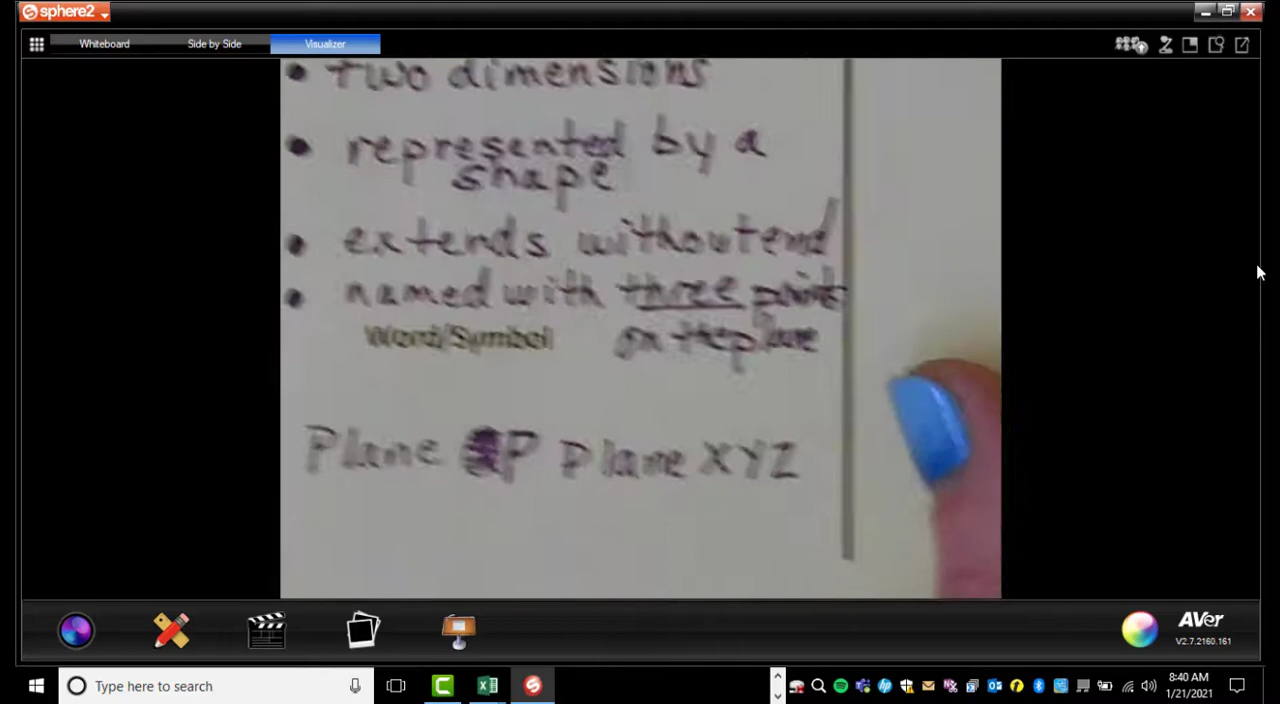 sphere2
Whiteboard Side by Side Visualizer
• two dimensions
• represented by a
shape
• extends without end
• named with three points
Word/Symbol on the plane
Plane P Plane XYZ
AVer
V2.7.2160.161
Type here to search
8:40 AM
1/21/2021